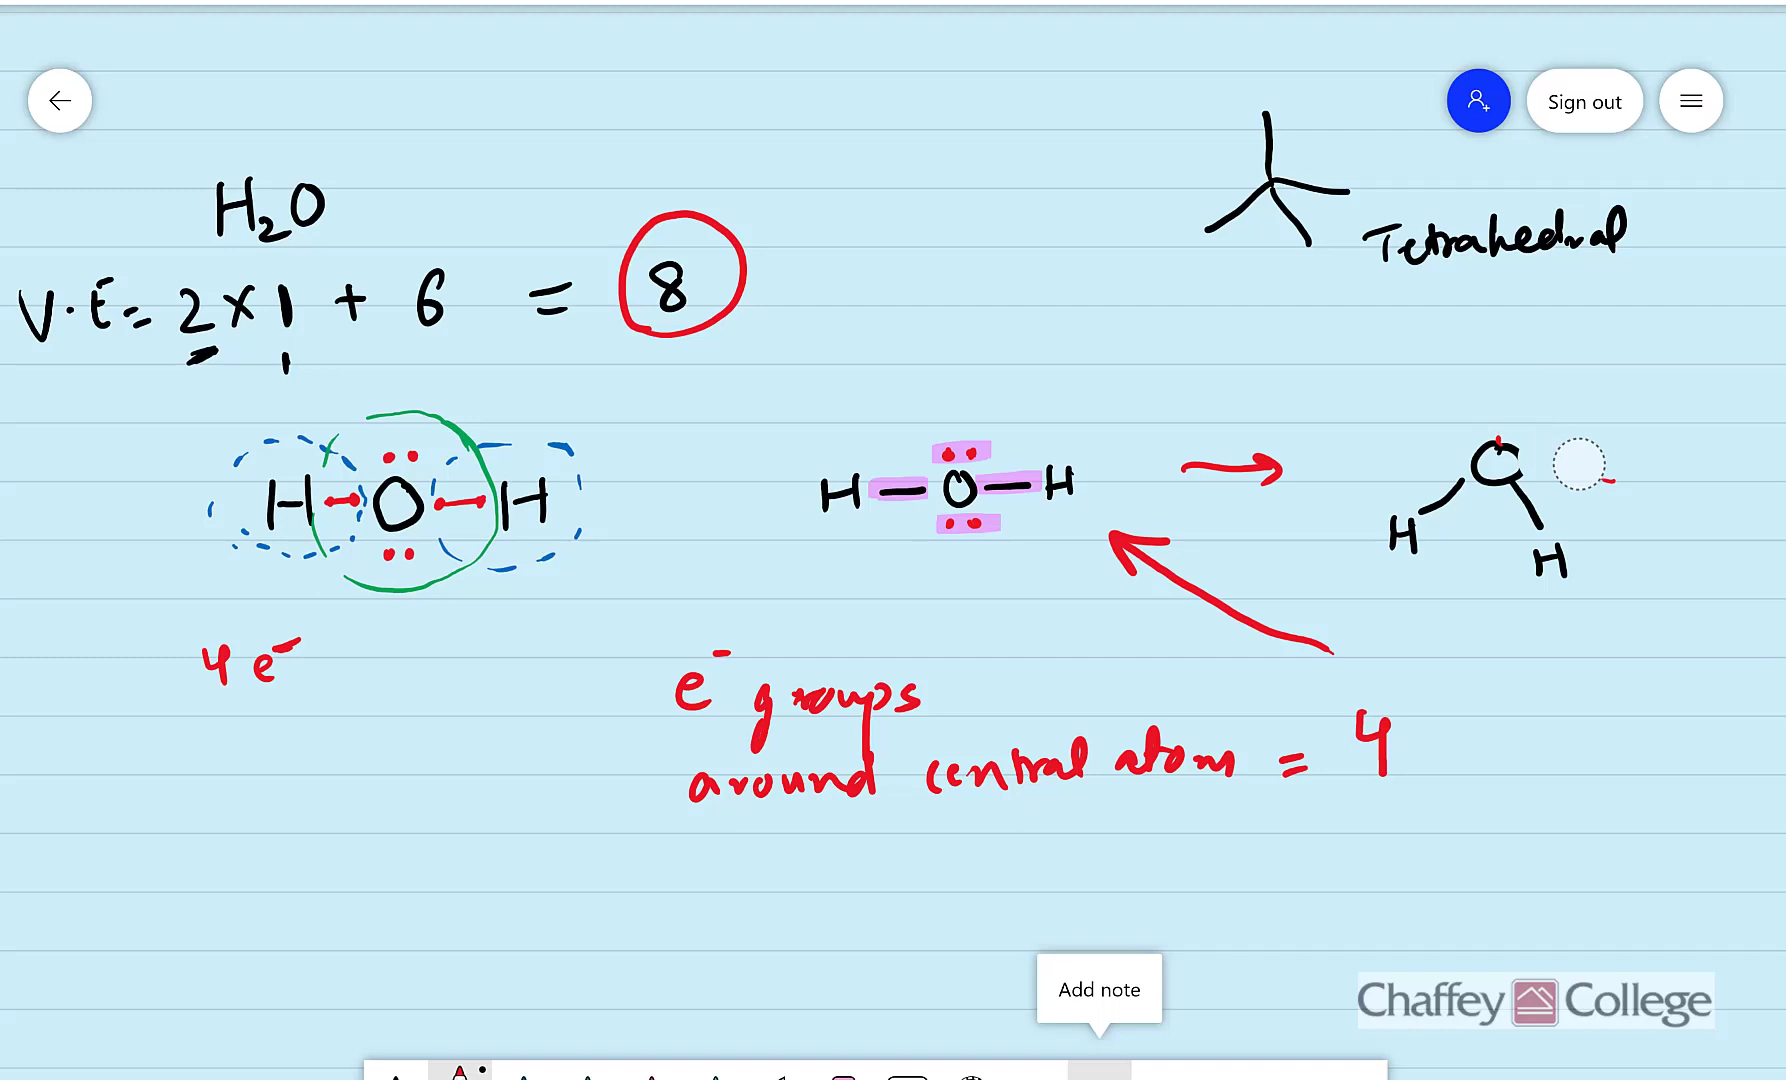 Sign out
H₂O
V.E = 2 x 1 + 6 = 8
Tetrahedral
H O H
H O H
O
H H
4 e⁻
e⁻ groups
around central atom = 4
Add note
Chaffey College